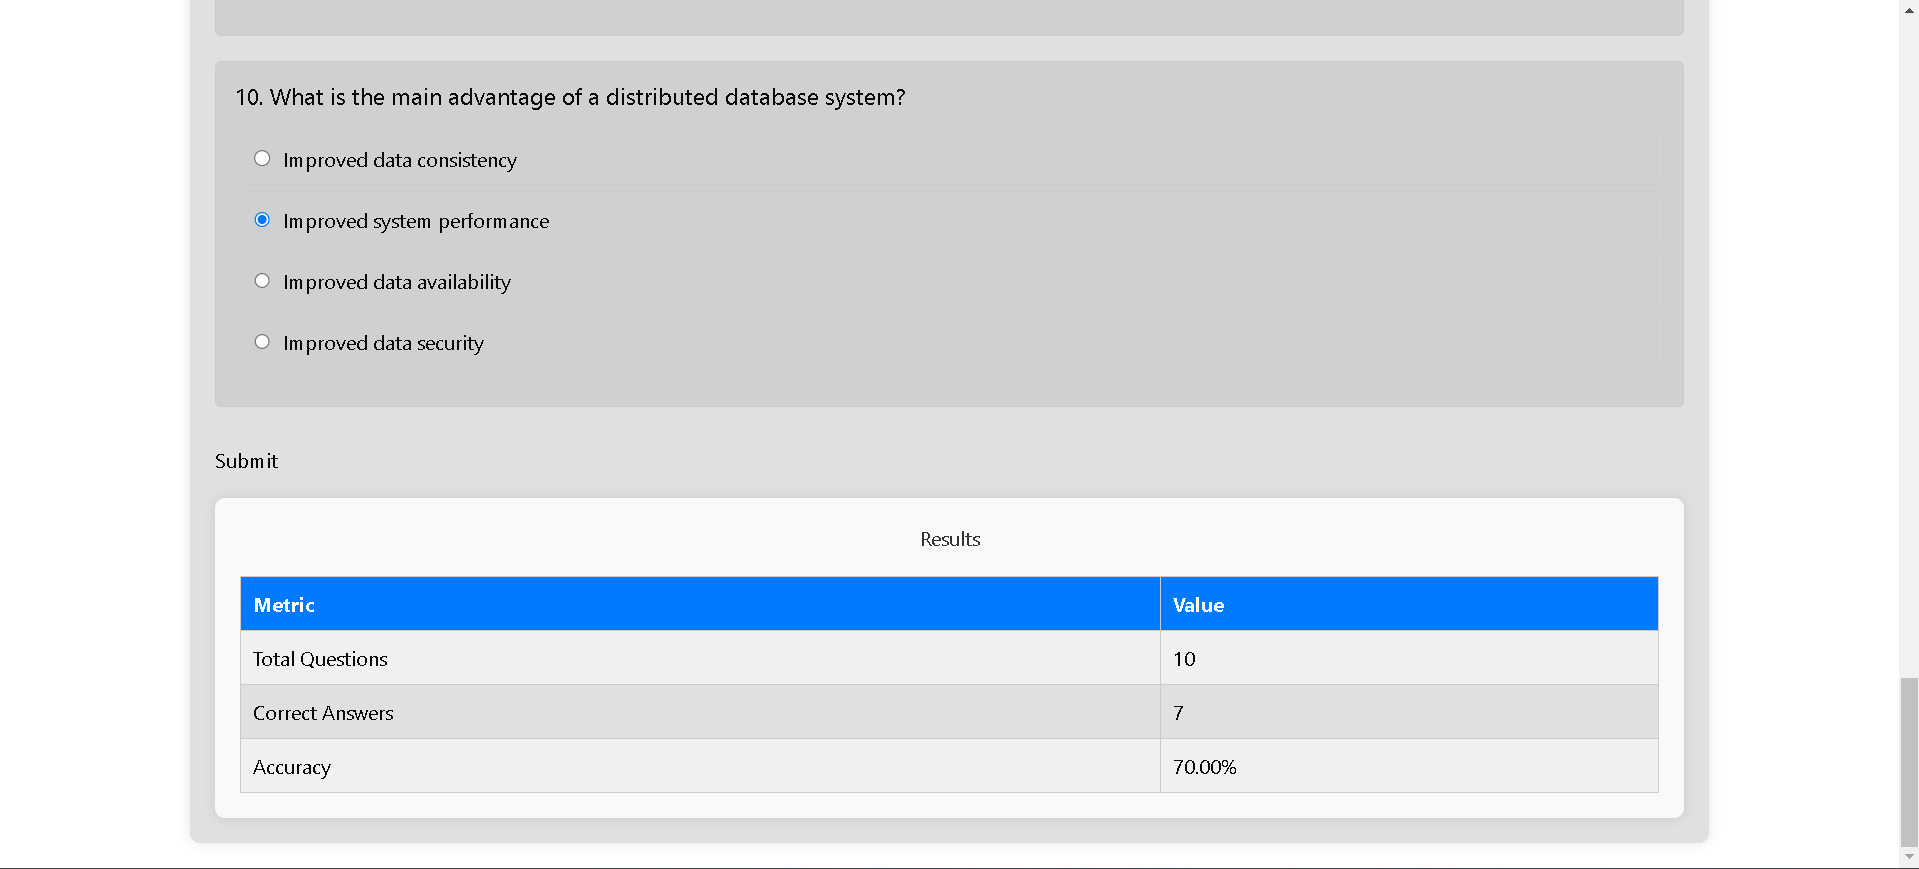 10. What is the main advantage of a distributed database system?
Improved data consistency
Improved system performance
Improved data availability
Improved data security
Submit
Results
Metric Value
Total Questions 10
Correct Answers 7
Accuracy 70.00%